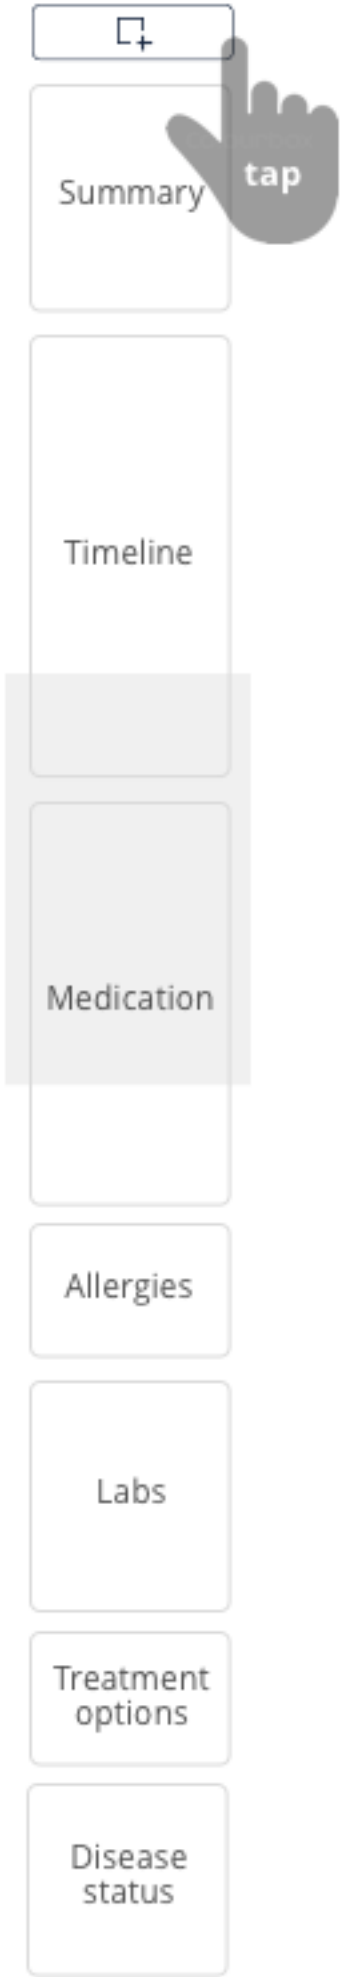 tap
Summary
Timeline
Medication
Allergies
Labs
Treatment
options
Disease
status